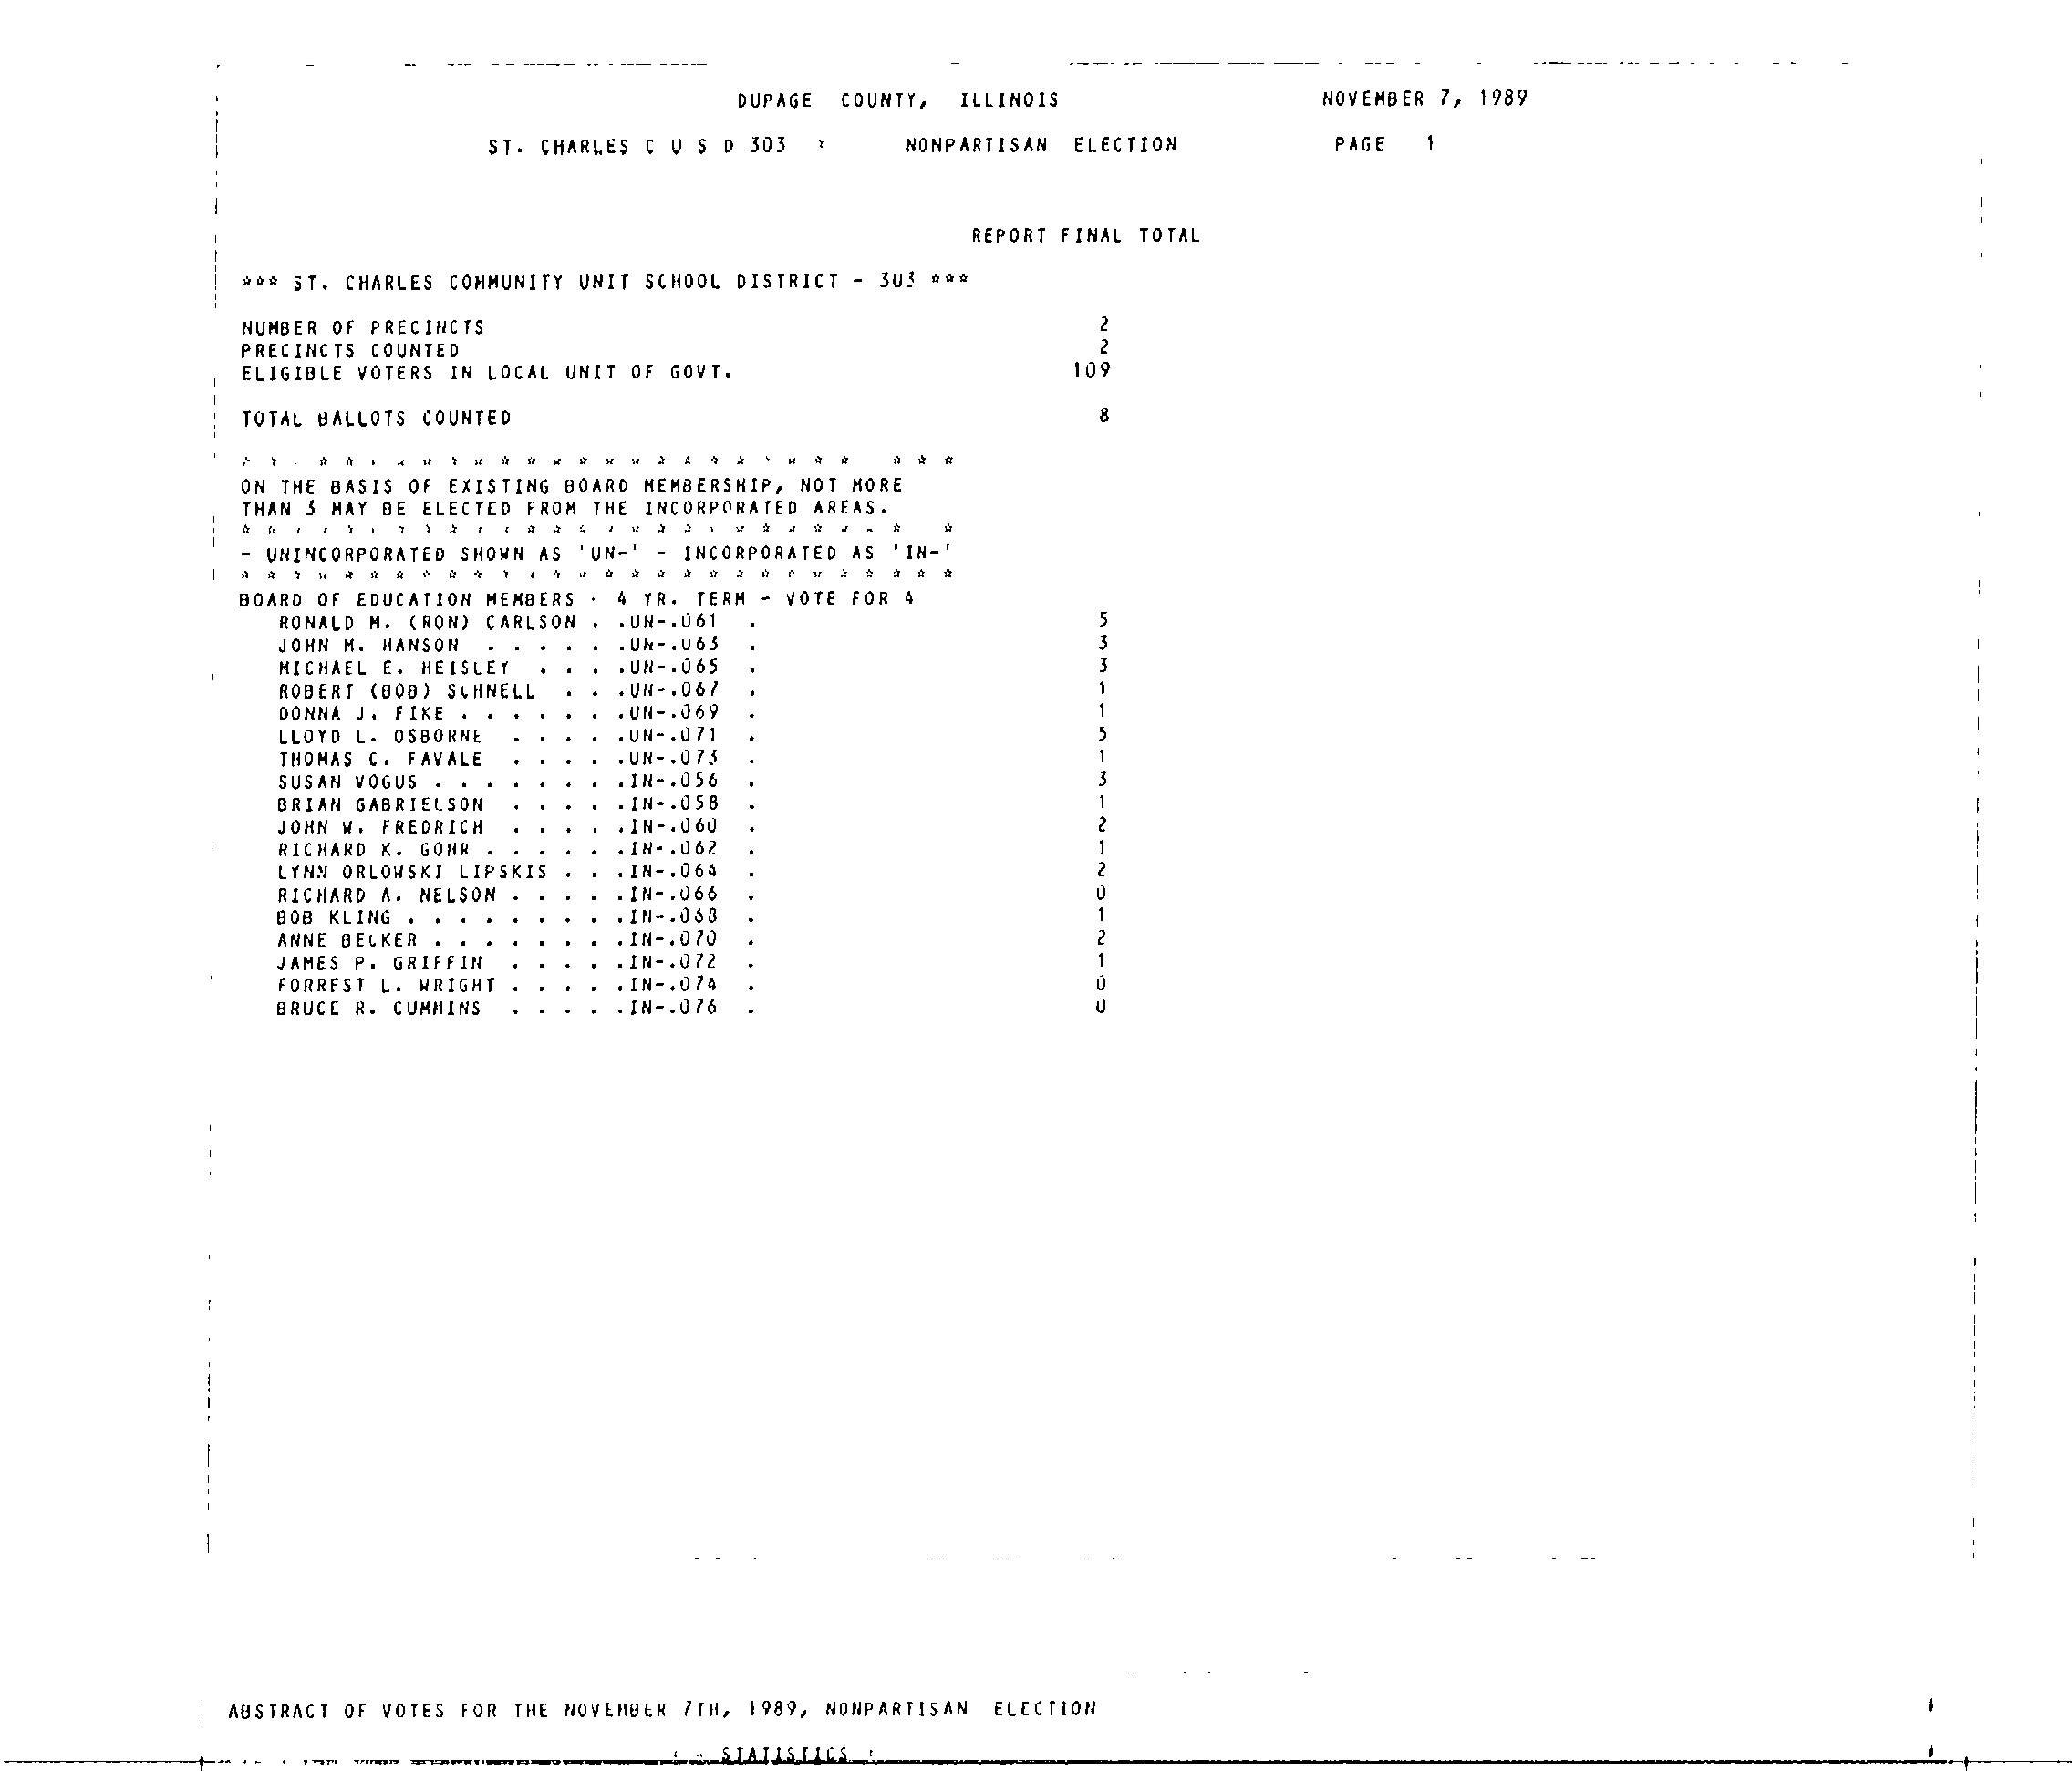 DUPAGE COUNTY, ILLINOIS NOVEMBER 7, 1989
ST. CHARLES C U S D 303 NONPARTISAN ELECTION PAGE 1
REPORT FINAL TOTAL
*** ST. CHARLES COMMUNITY UNIT SCHOOL DISTRICT - 303 ***
NUMBER OF PRECINCTS 2
PRECINCTS COUNTED 2
ELIGIBLE VOTERS IN LOCAL UNIT OF GOVT. 109
TOTAL BALLOTS COUNTED 8
ON THE BASIS OF EXISTING BOARD MEMBERSHIP, NOT MORE
THAN 3 MAY BE ELECTED FROM THE INCORPORATED AREAS.
- UNINCORPORATED SHOWN AS 'UN-' - INCORPORATED AS 'IN-'
BOARD OF EDUCATION MEMBERS - 4 YR. TERM - VOTE FOR 4
RONALD M. (RON) CARLSON . .UN-.061 . 5
JOHN M. HANSON . . . . . .UN-.063 . 3
MICHAEL E. HEISLEY . . . .UN-.065 . 3
ROBERT (BOB) SCHNELL . . .UN-.067 . 1
DONNA J. FIKE . . . . . . .UN-.069 . 1
LLOYD L. OSBORNE . . . . .UN-.071 . 5
THOMAS C. FAVALE . . . . .UN-.073 . 1
SUSAN VOGUS . . . . . . . .IN-.056 . 3
BRIAN GABRIELSON . . . . .IN-.058 . 1
JOHN W. FREDRICH . . . . .IN-.060 . 2
RICHARD K. GOHR . . . . . .IN-.062 . 1
LYNN ORLOWSKI LIPSKIS . . .IN-.064 . 2
RICHARD A. NELSON . . . . .IN-.066 . 0
BOB KLING . . . . . . . . .IN-.068 . 1
ANNE BECKER . . . . . . . .IN-.070 . 2
JAMES P. GRIFFIN . . . . .IN-.072 . 1
FORREST L. WRIGHT . . . . .IN-.074 . 0
BRUCE R. CUMMINS . . . . .IN-.076 . 0
ABSTRACT OF VOTES FOR THE NOVEMBER 7TH, 1989, NONPARTISAN ELECTION
STATISTICS